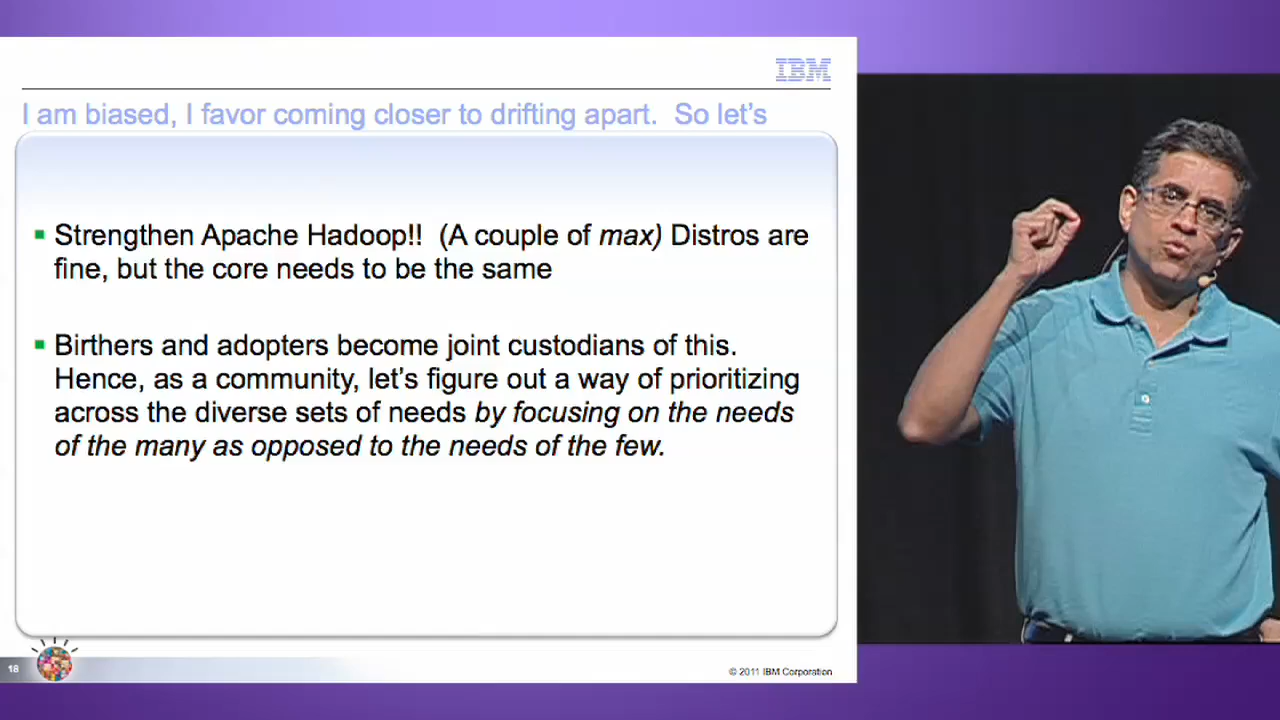 IBM
I am biased, I favor coming closer to drifting apart.  So let's
Strengthen Apache Hadoop!!  (A couple of max) Distros are
fine, but the core needs to be the same
Birthers and adopters become joint custodians of this.
Hence, as a community, let's figure out a way of prioritizing
across the diverse sets of needs by focusing on the needs
of the many as opposed to the needs of the few.
18
© 2011 IBM Corporation